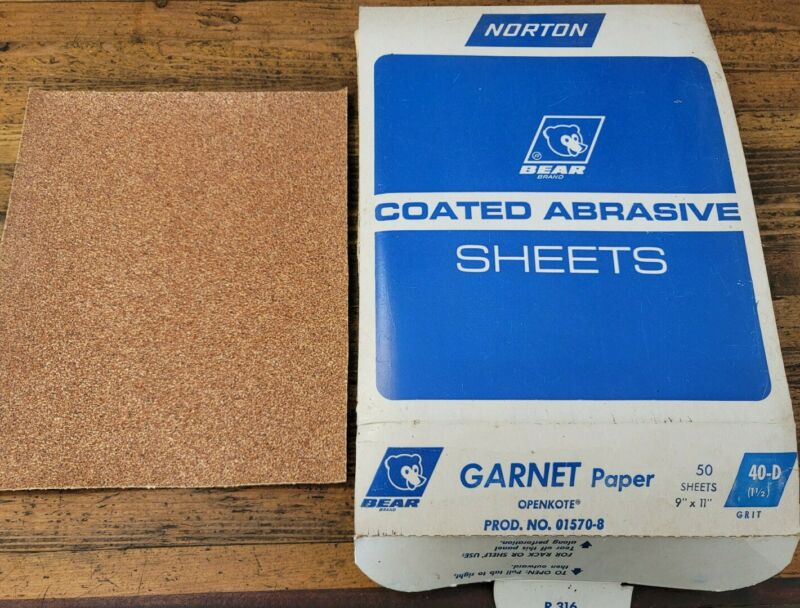 NORTON
®
BEAR
BRAND
COATED ABRASIVE
SHEETS
BEAR
BRAND
GARNET Paper
OPENKOTE®
PROD. NO. 01570-8
50
SHEETS
9" x 11"
40-D
(1½)
GRIT
TO OPEN: Pull tab to right,
then outward.
FOR RACK OR SHELF USE:
Tear off this panel
along perforation.
R 316